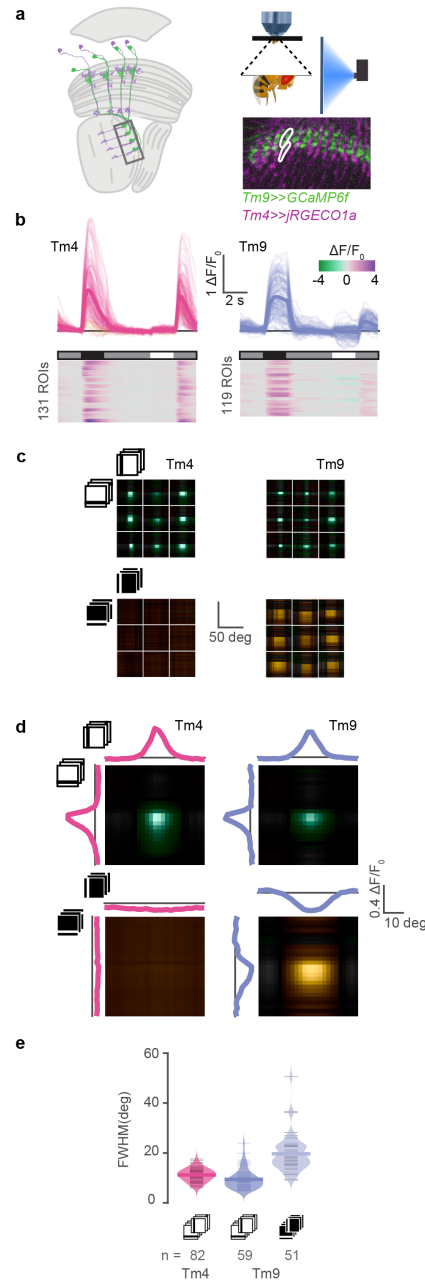 a
Tm9>>GCaMP6f
Tm4>>jRGECO1a
b
Tm4
Tm9
1 ΔF/F0
2 s
ΔF/F0
-4 4
131 ROIs
119 ROIs
c
Tm4
Tm9
50 deg
d
Tm4
Tm9
0.4 ΔF/F0
10 deg
e
FWHM(deg)
60
40
20
0
n = 82 59 51
Tm4 Tm9